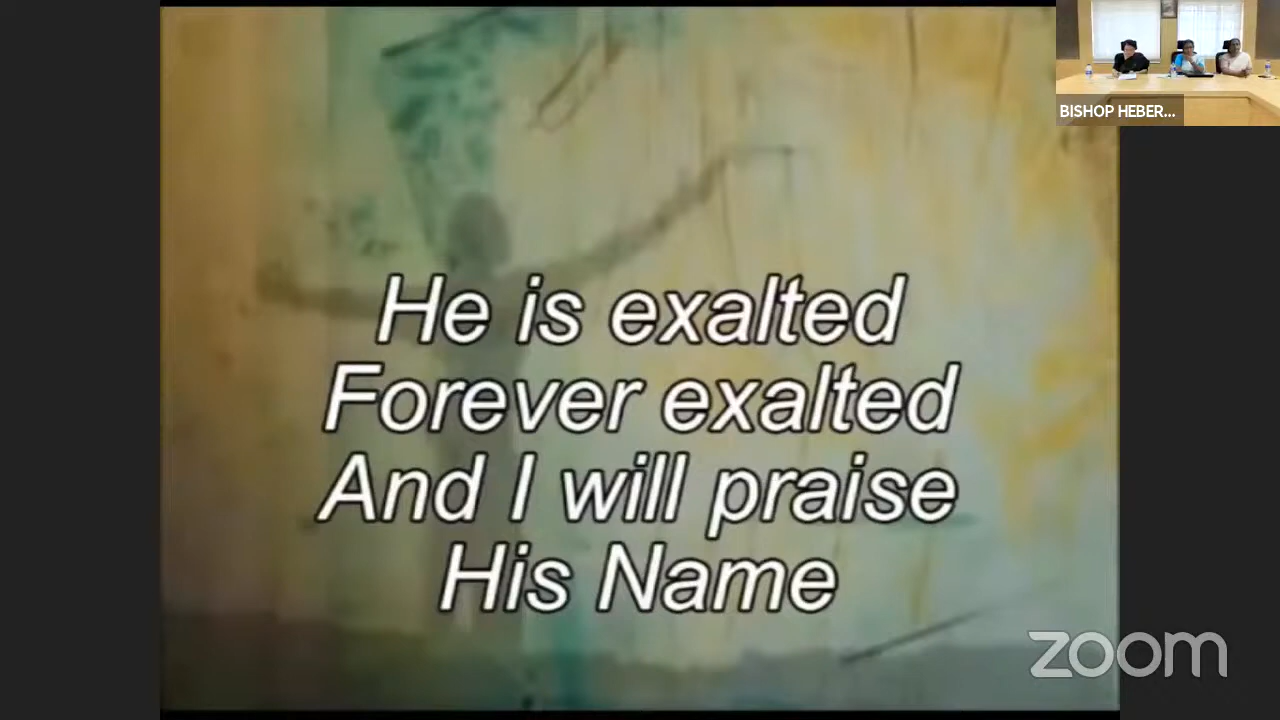 BISHOP HEBER...
He is exalted
Forever exalted
And I will praise
His Name
zoom